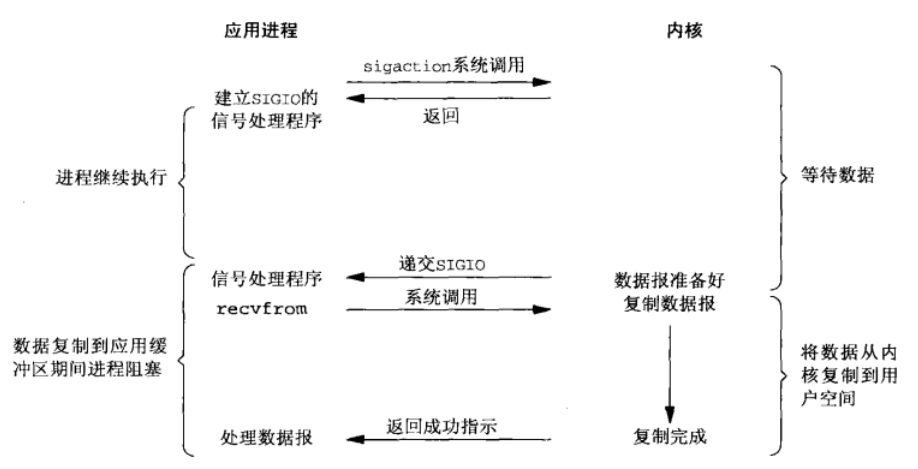 应用进程
内核
sigaction系统调用
建立SIGIO的
信号处理程序
返回
进程继续执行
等待数据
递交SIGIO
信号处理程序
数据报准备好
系统调用
recvfrom
复制数据报
数据复制到应用缓
冲区期间进程阻塞
将数据从内
核复制到用
户空间
返回成功指示
处理数据报
复制完成